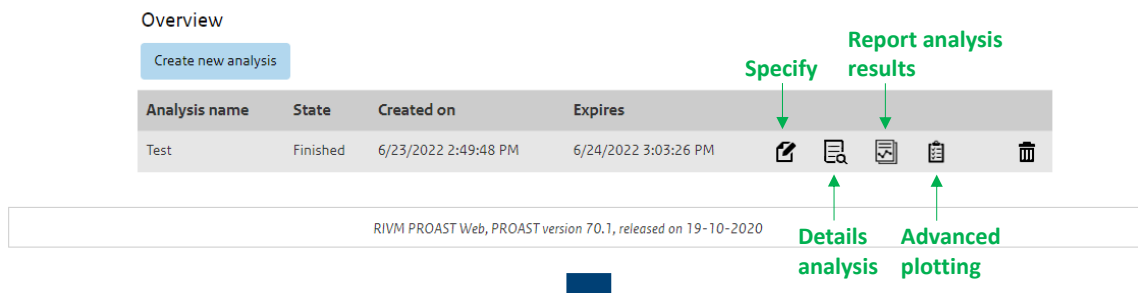 Overview
Create new analysis
Specify
Report analysis
results
Analysis name State Created on Expires
Test Finished 6/23/2022 2:49:48 PM 6/24/2022 3:03:26 PM
RIVM PROAST Web, PROAST version 70.1, released on 19-10-2020
Details
analysis
Advanced
plotting